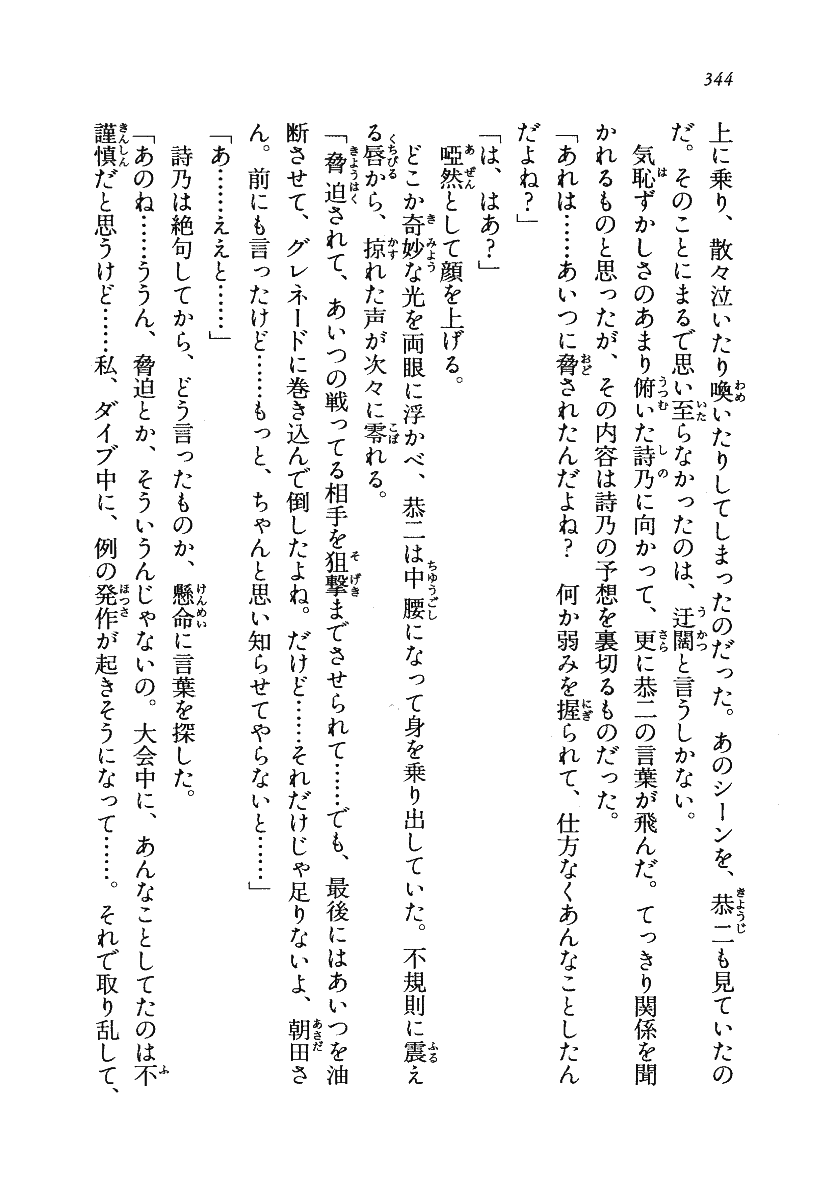 344
上に乗り、散々泣いたり喚いたりしてしまったのだった。あのシーンを、恭二も見ていたの
だ。そのことにまるで思い至らなかったのは、迂闊と言うしかない。
　気恥ずかしさのあまり俯いた詩乃に向かって、更に恭二の言葉が飛んだ。てっきり関係を聞
かれるものと思ったが、その内容は詩乃の予想を裏切るものだった。
「あれは……あいつに脅されたんだよね？　何か弱みを握られて、仕方なくあんなことしたん
だよね？」
「は、はあ？」
　啞然として顔を上げる。
　どこか奇妙な光を両眼に浮かべ、恭二は中腰になって身を乗り出していた。不規則に震え
る唇から、掠れた声が次々に零れる。
「脅迫されて、あいつの戦ってる相手を狙撃までさせられて……でも、最後にはあいつを油
断させて、グレネードに巻き込んで倒したよね。だけど……それだけじゃ足りないよ、朝田さ
ん。前にも言ったけど……もっと、ちゃんと思い知らせてやらないと……」
「あ……ええと……」
　詩乃は絶句してから、どう言ったものか、懸命に言葉を探した。
「あのね……ううん、脅迫とか、そういうんじゃないの。大会中に、あんなことしてたのは不
謹慎だと思うけど……私、ダイブ中に、例の発作が起きそうになって……。それで取り乱して、